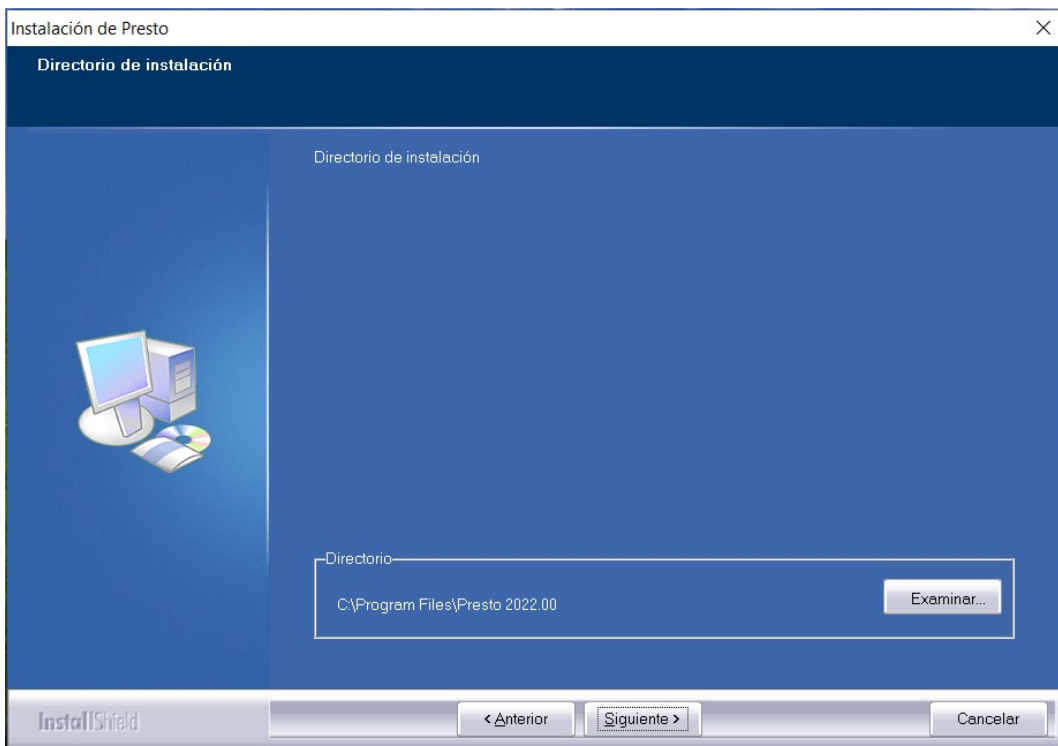 Instalación de Presto
Directorio de instalación
Directorio de instalación
Directorio
C:\Program Files\Presto 2022.00
Examinar...
InstallShield
< Anterior
Siguiente >
Cancelar